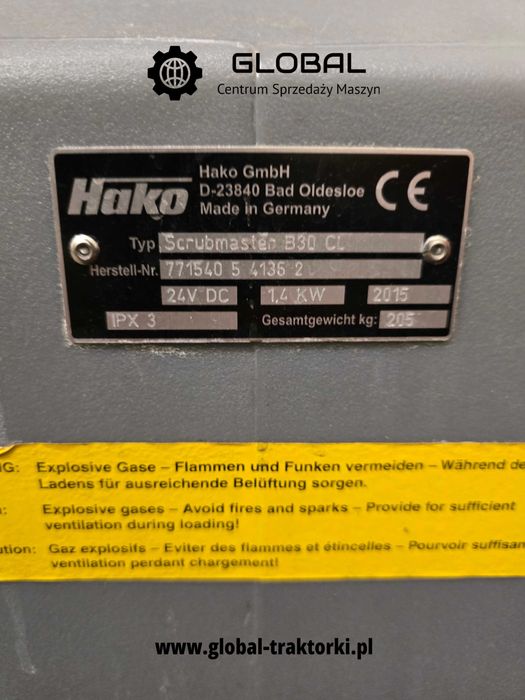 GLOBAL
Centrum Sprzedaży Maszyn
Hako
Hako GmbH
D-23840 Bad Oldesloe
Made in Germany
CE
Typ Scrubmaster B30 CL
Herstell-Nr. 771540 5 4136 2
24V DC 1,4 KW 2015
IPX 3 Gesamtgewicht kg: 205
NG: Explosive Gase – Flammen und Funken vermeiden – Während de
Ladens für ausreichende Belüftung sorgen.
n: Explosive gases – Avoid fires and sparks – Provide for sufficient
ventilation during loading!
ution: Gaz explosifs – Eviter des flammes et étincelles – Pourvoir suffisan
ventilation perdant chargement!
www.global-traktorki.pl